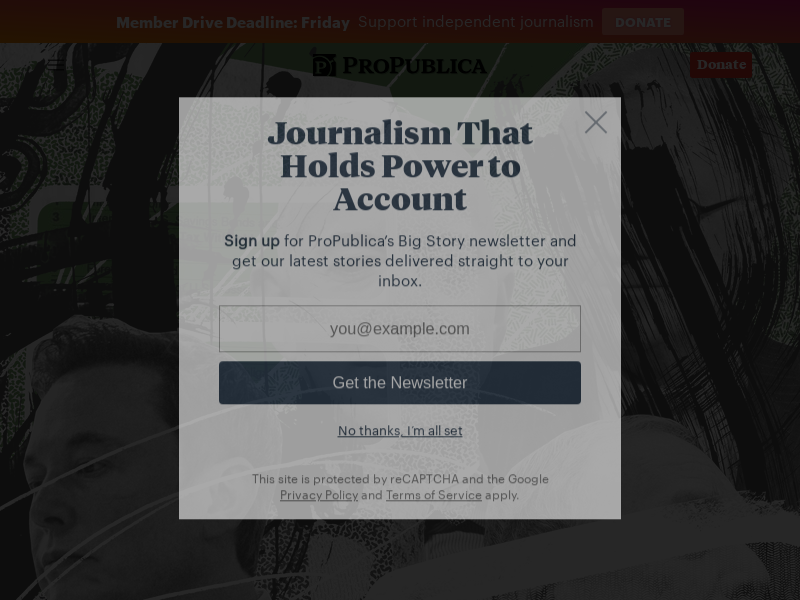 Member Drive Deadline: Friday Support independent journalism DONATE
PROPUBLICA
Donate
Journalism That
Holds Power to
Account
Sign up for ProPublica’s Big Story newsletter and
get our latest stories delivered straight to your
inbox.
you@example.com
Get the Newsletter
No thanks, I’m all set
This site is protected by reCAPTCHA and the Google
Privacy Policy and Terms of Service apply.